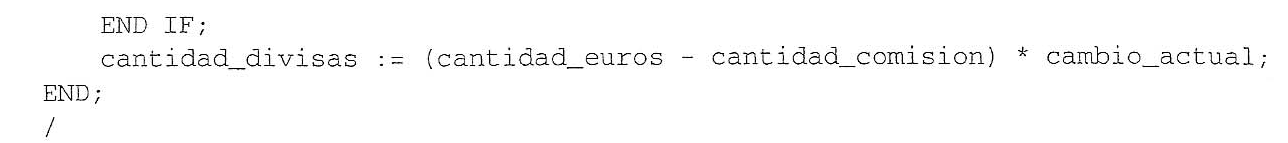 END IF;
cantidad_divisas := (cantidad_euros - cantidad_comision) * cambio_actual;
END;
/